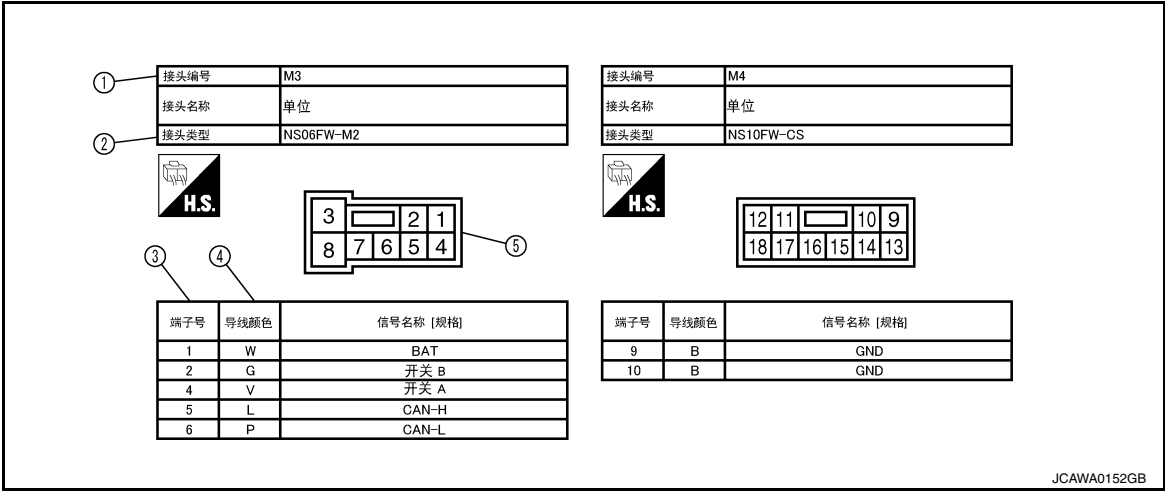 ① 接头编号 M3
接头名称 单位
② 接头类型 NS06FW-M2
H.S.
3 2 1
8 7 6 5 4
⑤
③ ④
端子号 导线颜色 信号名称 [规格]
1 W BAT
2 G 开关 B
4 V 开关 A
5 L CAN-H
6 P CAN-L
接头编号 M4
接头名称 单位
接头类型 NS10FW-CS
H.S.
12 11 10 9
18 17 16 15 14 13
端子号 导线颜色 信号名称 [规格]
9 B GND
10 B GND
JCAWA0152GB